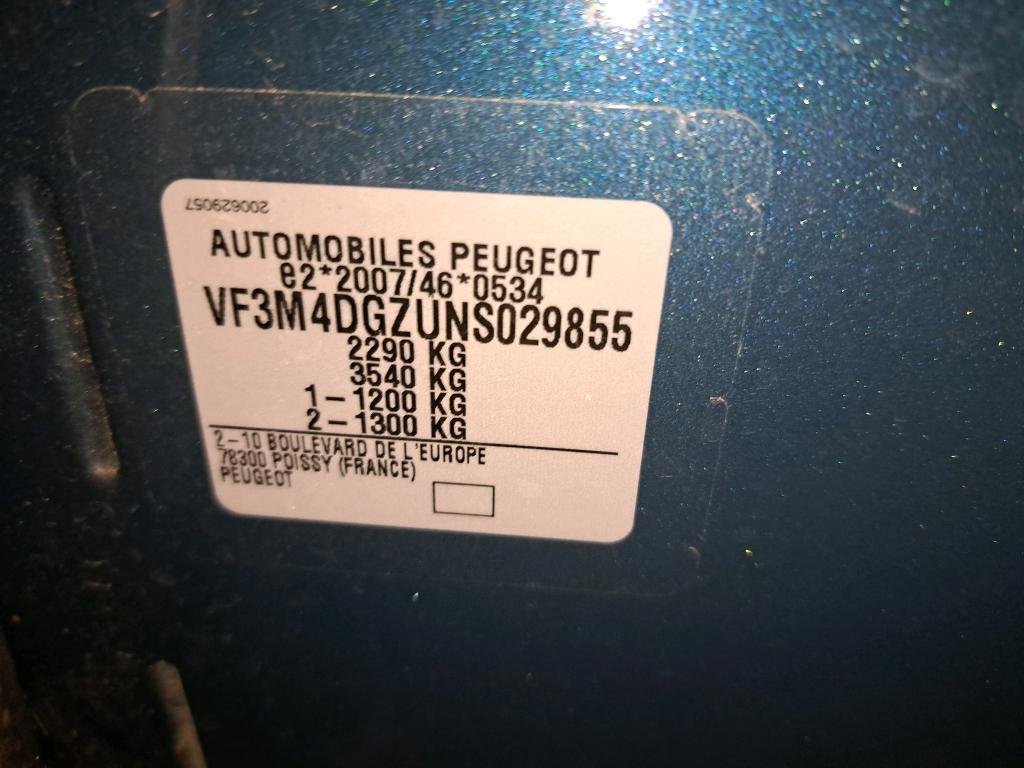 200629057
AUTOMOBILES PEUGEOT
e2*2007/46*0534
VF3M4DGZUNS029855
2290 KG
3540 KG
1-1200 KG
2-1300 KG
2-10 BOULEVARD DE L'EUROPE
78300 POISSY (FRANCE)
PEUGEOT